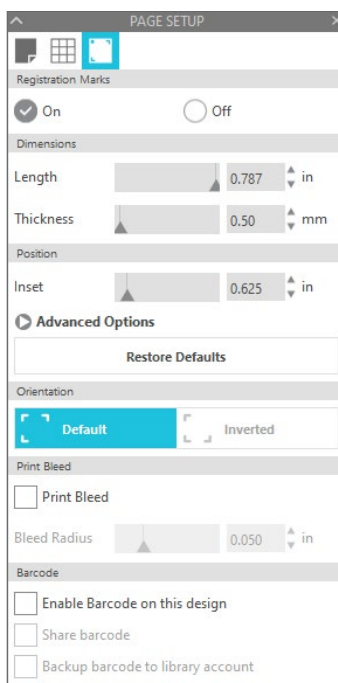 PAGE SETUP
Registration Marks
On Off
Dimensions
Length 0.787 in
Thickness 0.50 mm
Position
Inset 0.625 in
Advanced Options
Restore Defaults
Orientation
Default Inverted
Print Bleed
Print Bleed
Bleed Radius 0.050 in
Barcode
Enable Barcode on this design
Share barcode
Backup barcode to library account